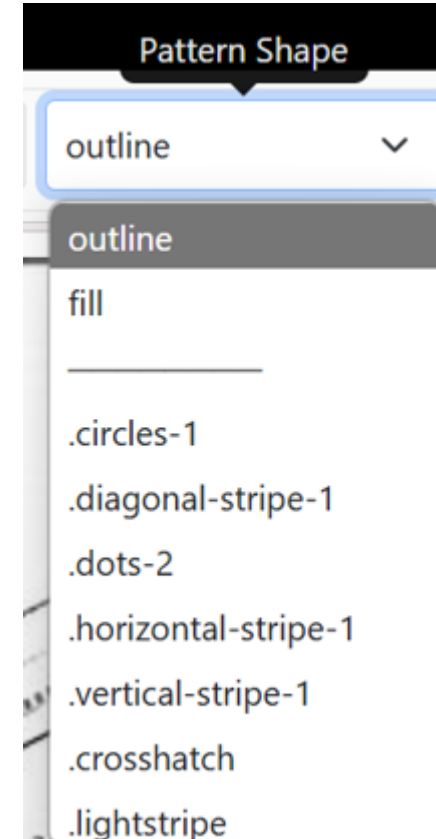 Pattern Shape
outline
outline
fill
.circles-1
.diagonal-stripe-1
.dots-2
.horizontal-stripe-1
.vertical-stripe-1
.crosshatch
.lightstripe